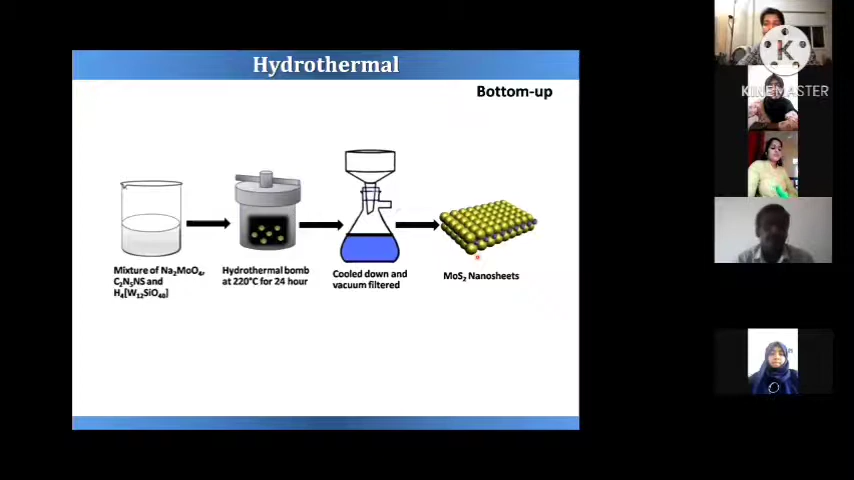 Hydrothermal
Bottom-up
Mixture of Na₂MoO₄,
C₂N₅NS and
H₄[W₁₂SiO₄₀]
Hydrothermal bomb
at 220°C for 24 hour
Cooled down and
vacuum filtered
MoS₂ Nanosheets
K
KINEMASTER